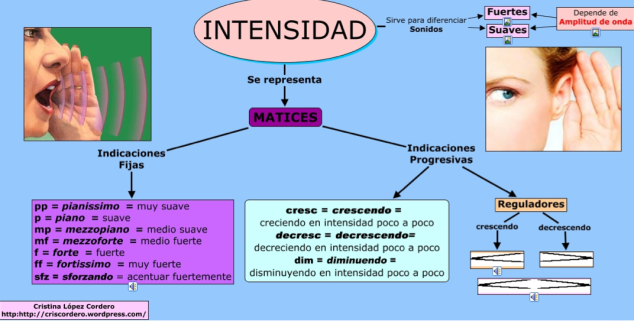 INTENSIDAD
Sirve para diferenciar
Sonidos
Fuertes
Suaves
Depende de
Amplitud de onda
Se representa
MATICES
Indicaciones
Fijas
Indicaciones
Progresivas
pp = pianissimo = muy suave
p = piano = suave
mp = mezzopiano = medio suave
mf = mezzoforte = medio fuerte
f = forte = fuerte
ff = fortissimo = muy fuerte
sfz = sforzando = acentuar fuertemente
cresc = crescendo =
creciendo en intensidad poco a poco
decresc = decrescendo=
decreciendo en intensidad poco a poco
dim = diminuendo =
disminuyendo en intensidad poco a poco
Reguladores
crescendo
decrescendo
Cristina López Cordero
http:http://criscordero.wordpress.com/